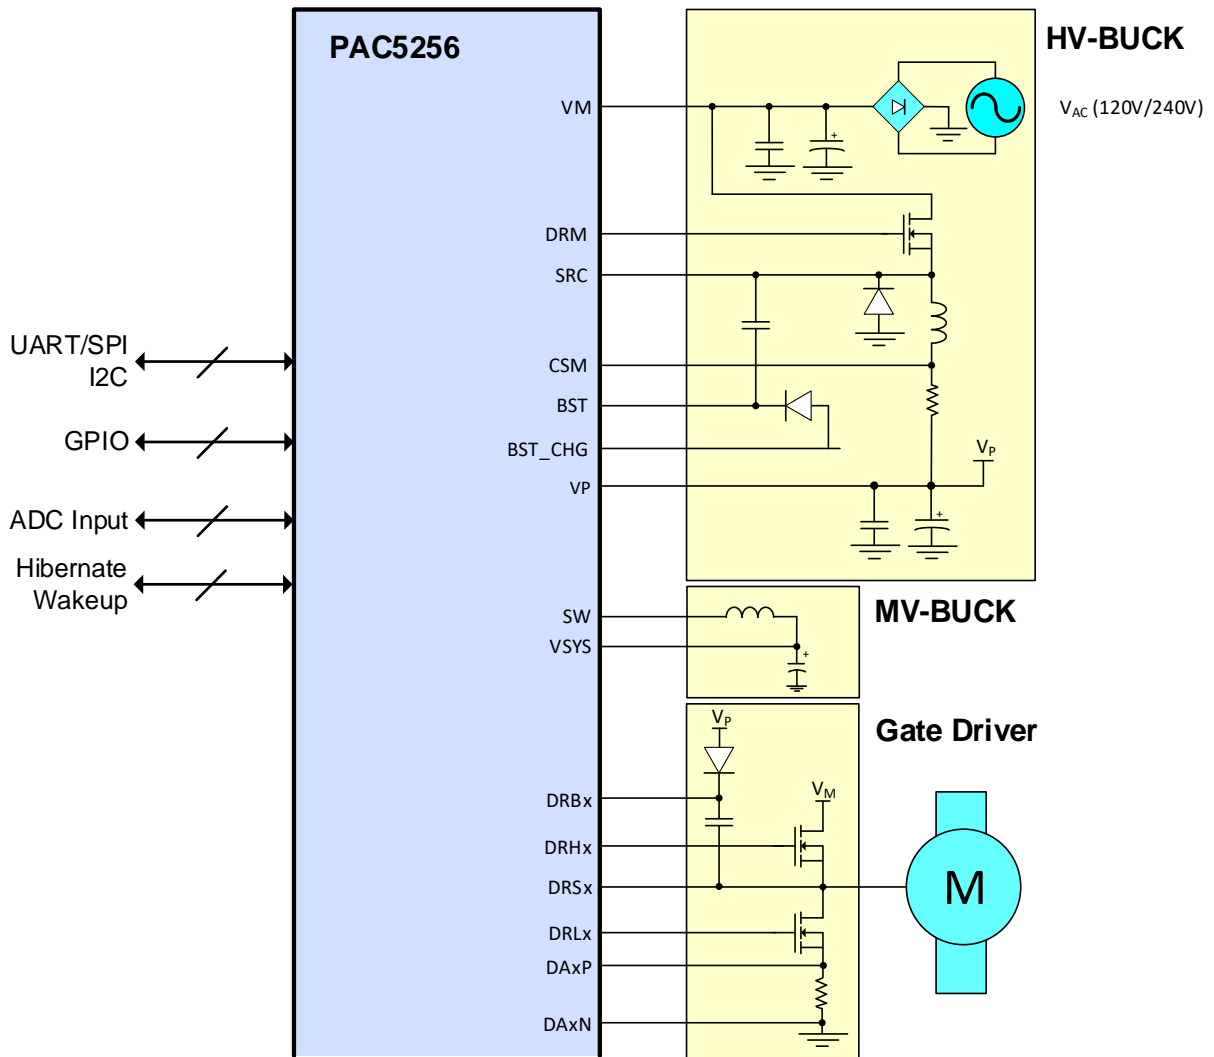 PAC5256
HV-BUCK
VM
VAC (120V/240V)
+
DRM
SRC
UART/SPI
I2C
CSM
BST
GPIO
BST_CHG
VP
VP
ADC Input
+
Hibernate
Wakeup
SW
MV-BUCK
VSYS
+
VP
Gate Driver
DRBx
VM
DRHx
DRSx
M
DRLx
DAxP
DAxN